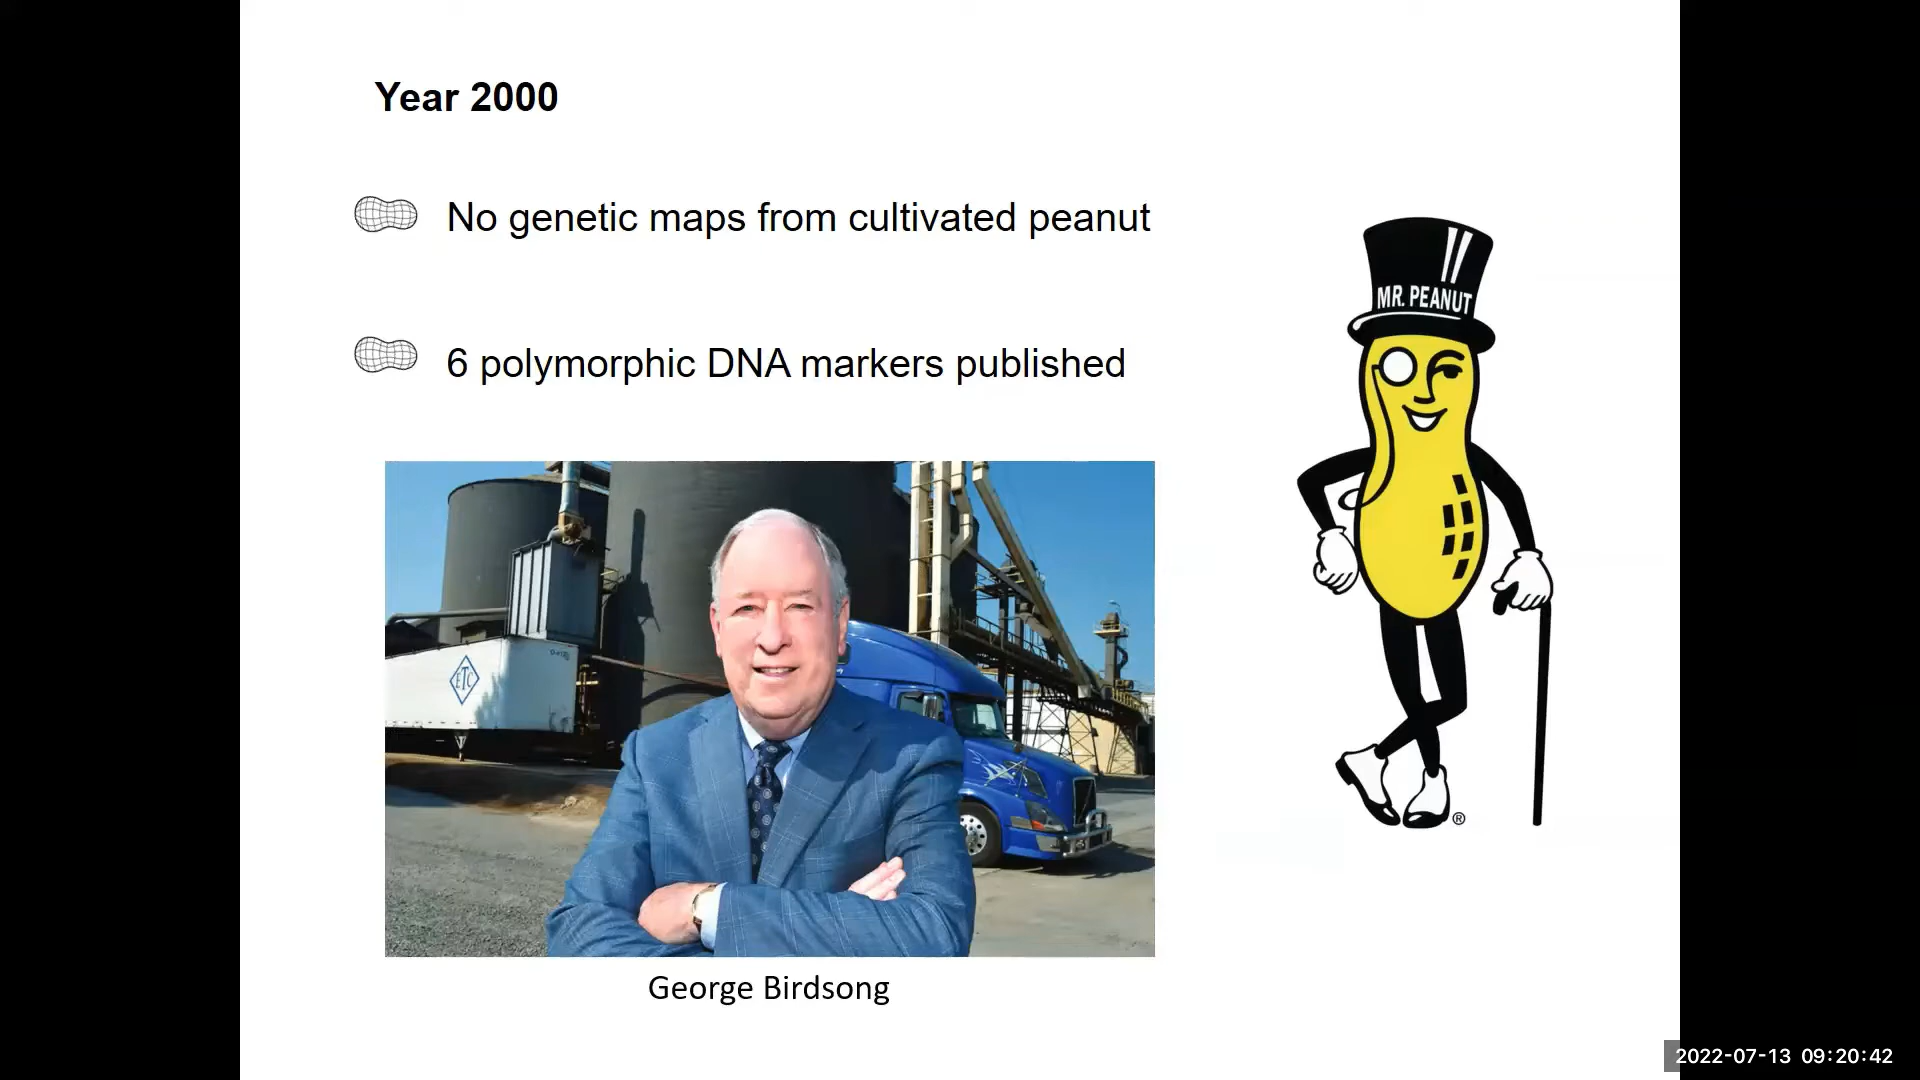 Year 2000
No genetic maps from cultivated peanut
6 polymorphic DNA markers published
MR. PEANUT
ETC
®
George Birdsong
2022-07-13 09:20:42